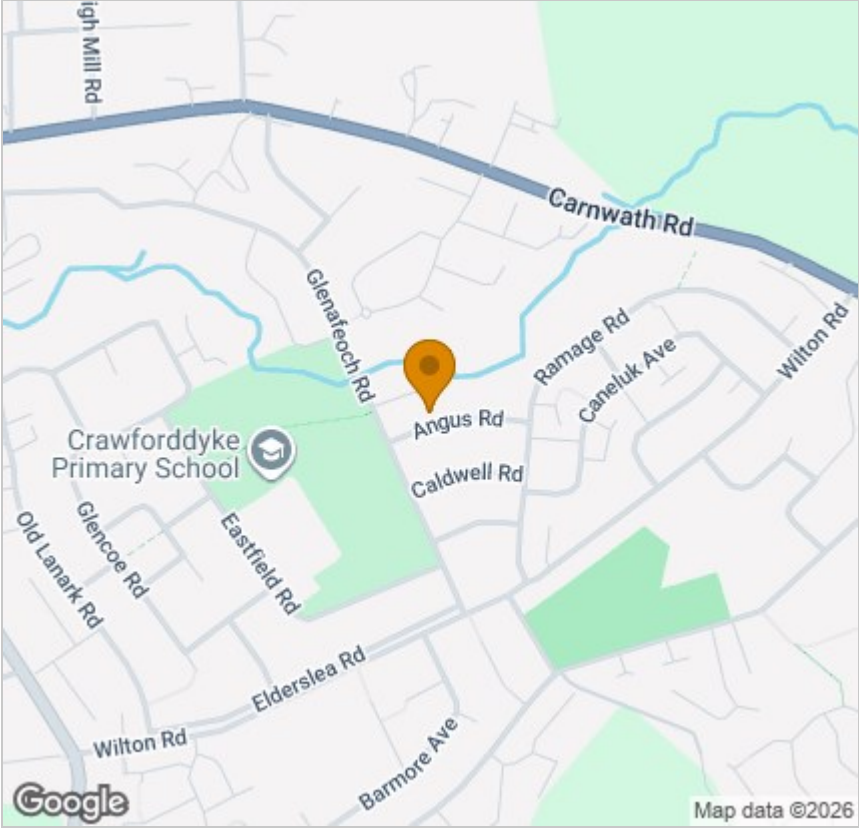 igh Mill Rd
Carnwath Rd
Glenafeoch Rd
Ramage Rd
Wilton Rd
Caneluk Ave
Angus Rd
Crawforddyke
Primary School
Caldwell Rd
Glencoe Rd
Old Lanark Rd
Eastfield Rd
Elderslea Rd
Wilton Rd
Barmore Ave
Google
Map data ©2026